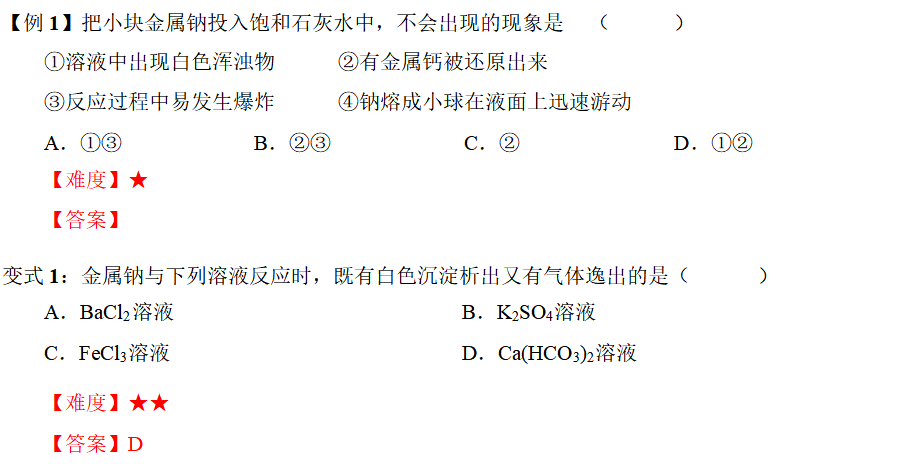 【例 1】把小块金属钠投入饱和石灰水中，不会出现的现象是 （ ）
①溶液中出现白色浑浊物 ②有金属钙被还原出来
③反应过程中易发生爆炸 ④钠熔成小球在液面上迅速游动
A．①③ B．②③ C．② D．①②
【难度】★
【答案】
变式 1：金属钠与下列溶液反应时，既有白色沉淀析出又有气体逸出的是（ ）
A．BaCl₂溶液 B．K₂SO₄溶液
C．FeCl₃溶液 D．Ca(HCO₃)₂溶液
【难度】★★
【答案】D